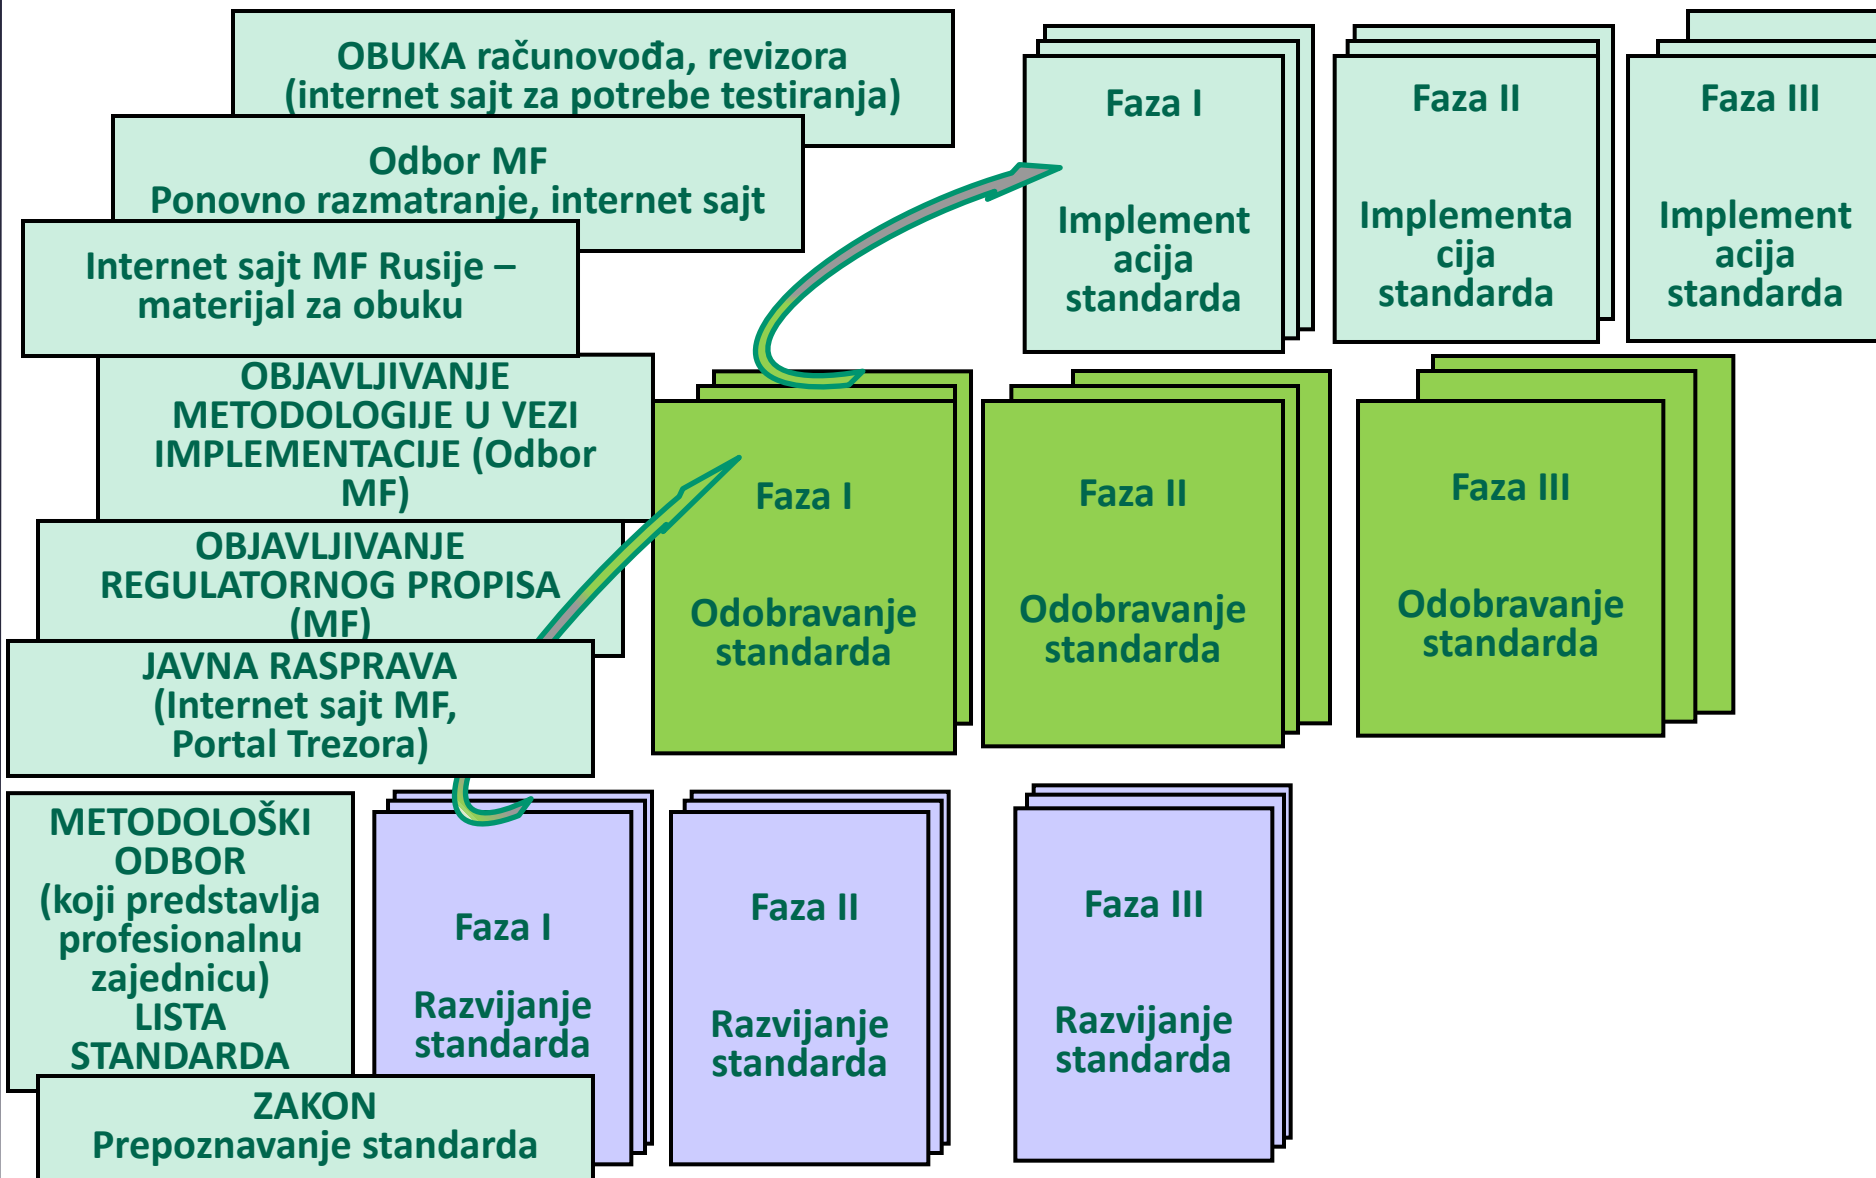 OBUKA računovođa, revizora
(internet sajt za potrebe testiranja)
Odbor MF
Ponovno razmatranje, internet sajt
Internet sajt MF Rusije –
materijal za obuku
Faza I
Implement
acija
standarda
Faza II
Implementa
cija
standarda
Faza III
Implement
acija
standarda
OBJAVLJIVANJE
METODOLOGIJE U VEZI
IMPLEMENTACIJE (Odbor
MF)
OBJAVLJIVANJE
REGULATORNOG PROPISA
(MF)
JAVNA RASPRAVA
(Internet sajt MF,
Portal Trezora)
Faza I
Odobravanje
standarda
Faza II
Odobravanje
standarda
Faza III
Odobravanje
standarda
METODOLOŠKI
ODBOR
(koji predstavlja
profesionalnu
zajednicu)
LISTA
STANDARDA
ZAKON
Prepoznavanje standarda
Faza I
Razvijanje
standarda
Faza II
Razvijanje
standarda
Faza III
Razvijanje
standarda